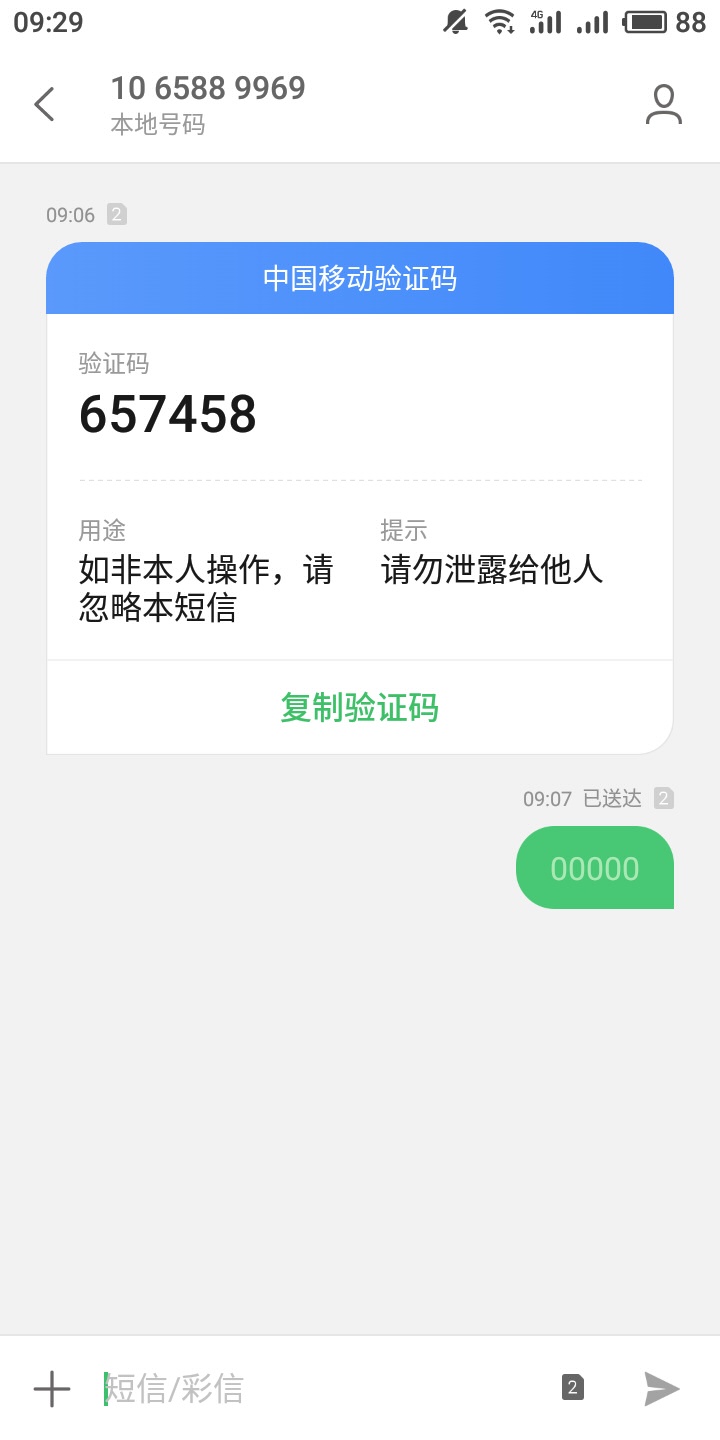 09:29
4G
88
10 6588 9969
本地号码
09:06 2
中国移动验证码
验证码
657458
用途
提示
如非本人操作，请
忽略本短信
请勿泄露给他人
复制验证码
09:07 已送达 2
00000
短信/彩信
2